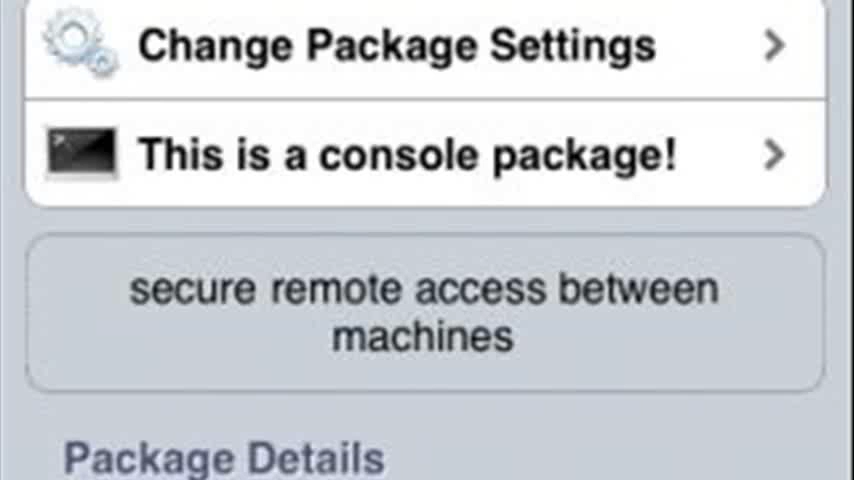 Change Package Settings
This is a console package!
secure remote access between
machines
Package Details